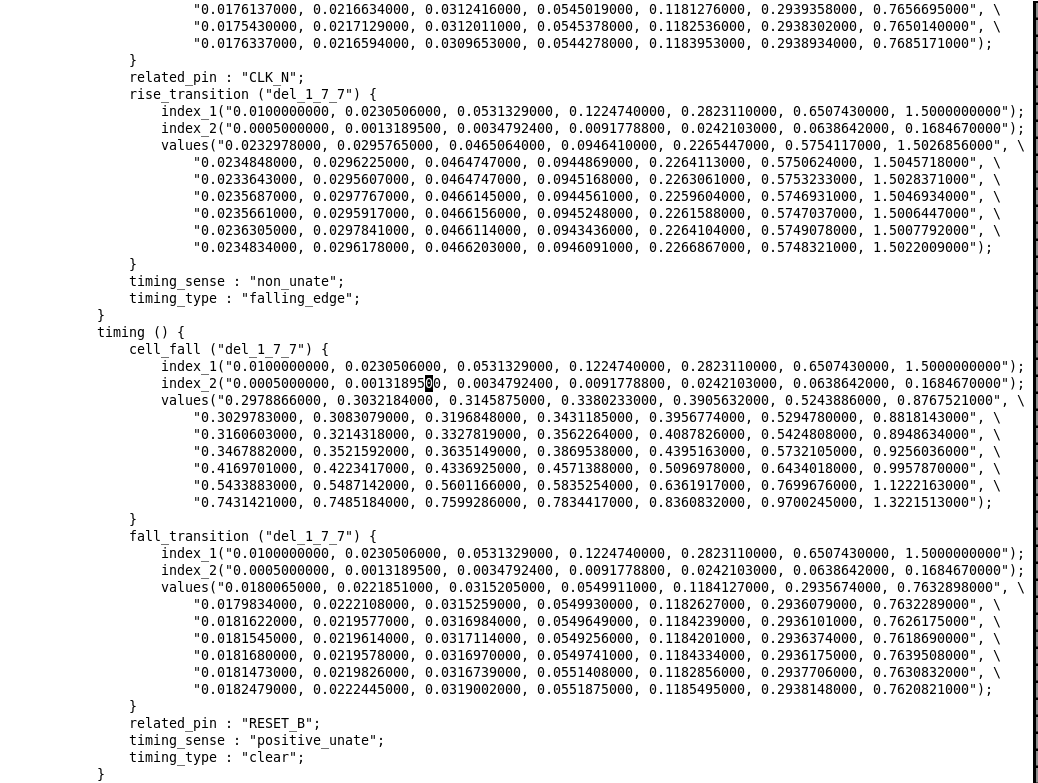 "0.0176137000, 0.0216634000, 0.0312416000, 0.0545019000, 0.1181276000, 0.2939358000, 0.7656695000", \
"0.0175430000, 0.0217129000, 0.0312011000, 0.0545378000, 0.1182536000, 0.2938302000, 0.7650140000", \
"0.0176337000, 0.0216594000, 0.0309653000, 0.0544278000, 0.1183953000, 0.2938934000, 0.7685171000");
}
related_pin : "CLK_N";
rise_transition ("del_1_7_7") {
index_1("0.0100000000, 0.0230506000, 0.0531329000, 0.1224740000, 0.2823110000, 0.6507430000, 1.5000000000");
index_2("0.0005000000, 0.0013189500, 0.0034792400, 0.0091778800, 0.0242103000, 0.0638642000, 0.1684670000");
values("0.0232978000, 0.0295765000, 0.0465064000, 0.0946410000, 0.2265447000, 0.5754117000, 1.5026856000", \
"0.0234848000, 0.0296225000, 0.0464747000, 0.0944869000, 0.2264113000, 0.5750624000, 1.5045718000", \
"0.0233643000, 0.0295607000, 0.0464747000, 0.0945168000, 0.2263061000, 0.5753233000, 1.5028371000", \
"0.0235687000, 0.0297767000, 0.0466145000, 0.0944561000, 0.2259604000, 0.5746931000, 1.5046934000", \
"0.0235661000, 0.0295917000, 0.0466156000, 0.0945248000, 0.2261588000, 0.5747037000, 1.5006447000", \
"0.0236305000, 0.0297841000, 0.0466114000, 0.0943436000, 0.2264104000, 0.5749078000, 1.5007792000", \
"0.0234834000, 0.0296178000, 0.0466203000, 0.0946091000, 0.2266867000, 0.5748321000, 1.5022009000");
}
timing_sense : "non_unate";
timing_type : "falling_edge";
}
timing () {
cell_fall ("del_1_7_7") {
index_1("0.0100000000, 0.0230506000, 0.0531329000, 0.1224740000, 0.2823110000, 0.6507430000, 1.5000000000");
index_2("0.0005000000, 0.0013189500, 0.0034792400, 0.0091778800, 0.0242103000, 0.0638642000, 0.1684670000");
values("0.2978866000, 0.3032184000, 0.3145875000, 0.3380233000, 0.3905632000, 0.5243886000, 0.8767521000", \
"0.3029783000, 0.3083079000, 0.3196848000, 0.3431185000, 0.3956774000, 0.5294780000, 0.8818143000", \
"0.3160603000, 0.3214318000, 0.3327819000, 0.3562264000, 0.4087826000, 0.5424808000, 0.8948634000", \
"0.3467882000, 0.3521592000, 0.3635149000, 0.3869538000, 0.4395163000, 0.5732105000, 0.9256036000", \
"0.4169701000, 0.4223417000, 0.4336925000, 0.4571388000, 0.5096978000, 0.6434018000, 0.9957870000", \
"0.5433883000, 0.5487142000, 0.5601166000, 0.5835254000, 0.6361917000, 0.7699676000, 1.1222163000", \
"0.7431421000, 0.7485184000, 0.7599286000, 0.7834417000, 0.8360832000, 0.9700245000, 1.3221513000");
}
fall_transition ("del_1_7_7") {
index_1("0.0100000000, 0.0230506000, 0.0531329000, 0.1224740000, 0.2823110000, 0.6507430000, 1.5000000000");
index_2("0.0005000000, 0.0013189500, 0.0034792400, 0.0091778800, 0.0242103000, 0.0638642000, 0.1684670000");
values("0.0180065000, 0.0221851000, 0.0315205000, 0.0549911000, 0.1184127000, 0.2935674000, 0.7632898000", \
"0.0179834000, 0.0222108000, 0.0315259000, 0.0549930000, 0.1182627000, 0.2936079000, 0.7632289000", \
"0.0181622000, 0.0219577000, 0.0316984000, 0.0549649000, 0.1184239000, 0.2936101000, 0.7626175000", \
"0.0181545000, 0.0219614000, 0.0317114000, 0.0549256000, 0.1184201000, 0.2936374000, 0.7618690000", \
"0.0181680000, 0.0219578000, 0.0316970000, 0.0549741000, 0.1184334000, 0.2936175000, 0.7639508000", \
"0.0181473000, 0.0219826000, 0.0316739000, 0.0551408000, 0.1182856000, 0.2937706000, 0.7630832000", \
"0.0182479000, 0.0222445000, 0.0319002000, 0.0551875000, 0.1185495000, 0.2938148000, 0.7620821000");
}
related_pin : "RESET_B";
timing_sense : "positive_unate";
timing_type : "clear";
}